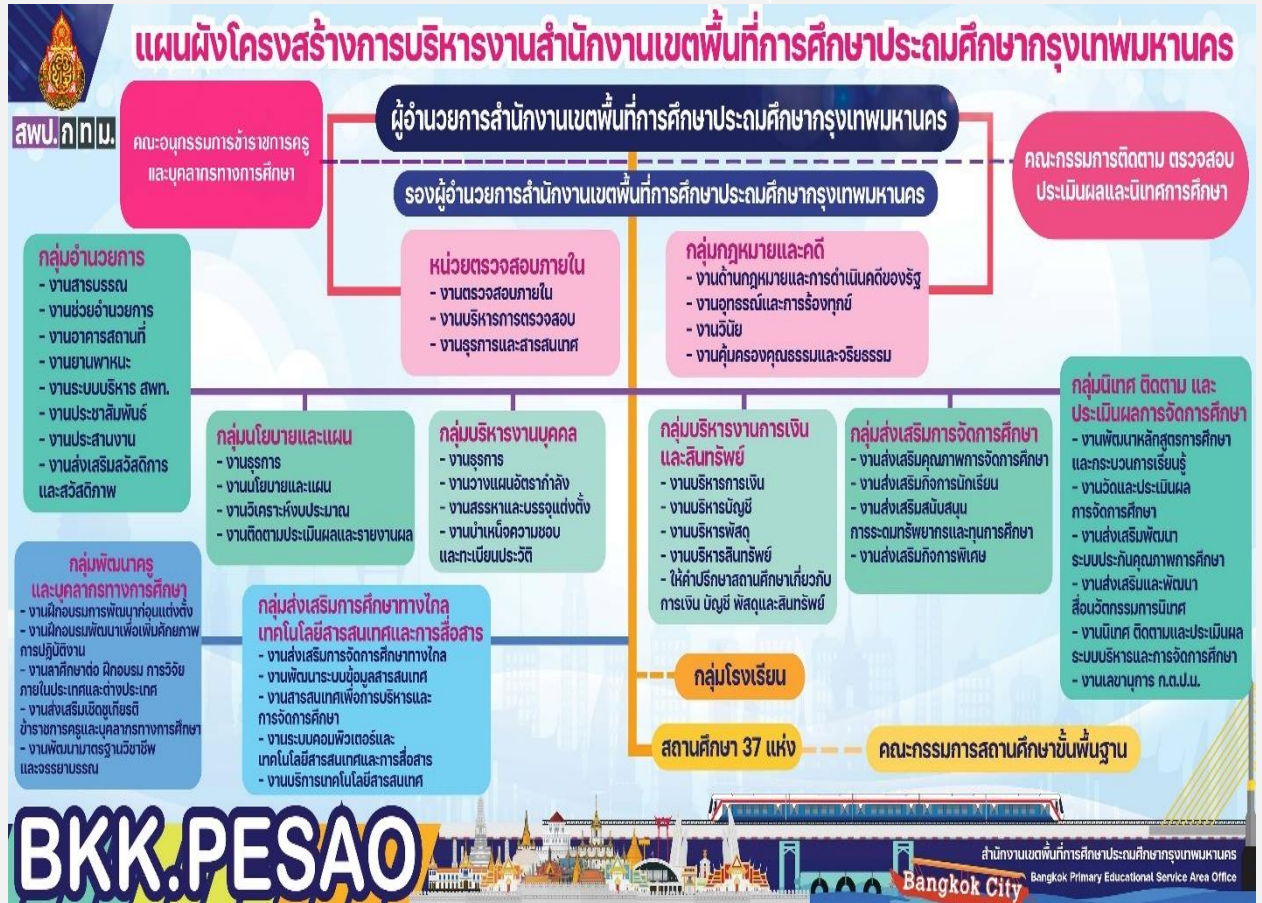 แผนผังโครงสร้างการบริหารงานสำนักงานเขตพื้นที่การศึกษาประถมศึกษากรุงเทพมหานคร
สพป.กทม.
คณะอนุกรรมการข้าราชการครู
และบุคลากรทางการศึกษา
ผู้อำนวยการสำนักงานเขตพื้นที่การศึกษาประถมศึกษากรุงเทพมหานคร
รองผู้อำนวยการสำนักงานเขตพื้นที่การศึกษาประถมศึกษากรุงเทพมหานคร
คณะกรรมการติดตาม ตรวจสอบ
ประเมินผลและนิเทศการศึกษา
กลุ่มอำนวยการ
- งานสารบรรณ
- งานช่วยอำนวยการ
- งานอาคารสถานที่
- งานยานพาหนะ
- งานระบบบริหาร สพท.
- งานประชาสัมพันธ์
- งานประสานงาน
- งานส่งเสริมสวัสดิการ
และสวัสดิภาพ
หน่วยตรวจสอบภายใน
- งานตรวจสอบภายใน
- งานบริหารการตรวจสอบ
- งานธุรการและสารสนเทศ
กลุ่มกฎหมายและคดี
- งานด้านกฎหมายและการดำเนินคดีของรัฐ
- งานอุทธรณ์และการร้องทุกข์
- งานวินัย
- งานคุ้มครองคุณธรรมและจริยธรรม
กลุ่มนโยบายและแผน
- งานธุรการ
- งานนโยบายและแผน
- งานวิเคราะห์งบประมาณ
- งานติดตามประเมินผลและรายงานผล
กลุ่มบริหารงานบุคคล
- งานธุรการ
- งานวางแผนอัตรากำลัง
- งานสรรหาและบรรจุแต่งตั้ง
- งานบำเหน็จความชอบ
และทะเบียนประวัติ
กลุ่มบริหารงานการเงิน
และสินทรัพย์
- งานบริหารการเงิน
- งานบริหารบัญชี
- งานบริหารพัสดุ
- งานบริหารสินทรัพย์
- ให้คำปรึกษาสถานศึกษาเกี่ยวกับ
การเงิน บัญชี พัสดุและสินทรัพย์
กลุ่มส่งเสริมการจัดการศึกษา
- งานส่งเสริมคุณภาพการจัดการศึกษา
- งานส่งเสริมกิจการนักเรียน
- งานส่งเสริมสนับสนุน
การระดมทรัพยากรและทุนการศึกษา
- งานส่งเสริมกิจการพิเศษ
กลุ่มนิเทศ ติดตาม และ
ประเมินผลการจัดการศึกษา
- งานพัฒนาหลักสูตรการศึกษา
และกระบวนการเรียนรู้
- งานวัดและประเมินผล
การจัดการศึกษา
- งานส่งเสริมพัฒนา
ระบบประกันคุณภาพการศึกษา
- งานส่งเสริมและพัฒนา
สื่อนวัตกรรมการนิเทศ
- งานนิเทศ ติดตามและประเมินผล
ระบบบริหารและการจัดการศึกษา
- งานเลขานุการ ก.ต.ป.น.
กลุ่มพัฒนาครู
และบุคลากรทางการศึกษา
- งานฝึกอบรมการพัฒนาก่อนแต่งตั้ง
- งานฝึกอบรมพัฒนาเพื่อเพิ่มศักยภาพ
การปฏิบัติงาน
- งานลาศึกษาต่อ ฝึกอบรม การวิจัย
ภายในประเทศและต่างประเทศ
- งานส่งเสริมเชิดชูเกียรติ
ข้าราชการครูและบุคลากรทางการศึกษา
- งานพัฒนามาตรฐานวิชาชีพ
และจรรยาบรรณ
กลุ่มส่งเสริมการศึกษาทางไกล
เทคโนโลยีสารสนเทศและการสื่อสาร
- งานส่งเสริมการจัดการศึกษาทางไกล
- งานพัฒนาระบบข้อมูลสารสนเทศ
- งานสารสนเทศเพื่อการบริหารและ
การจัดการศึกษา
- งานระบบคอมพิวเตอร์และ
เทคโนโลยีสารสนเทศและการสื่อสาร
- งานบริการเทคโนโลยีสารสนเทศ
กลุ่มโรงเรียน
สถานศึกษา 37 แห่ง
คณะกรรมการสถานศึกษาขั้นพื้นฐาน
BKK.PESAO
Bangkok City
สำนักงานเขตพื้นที่การศึกษาประถมศึกษากรุงเทพมหานคร
Bangkok Primary Educational Service Area Office